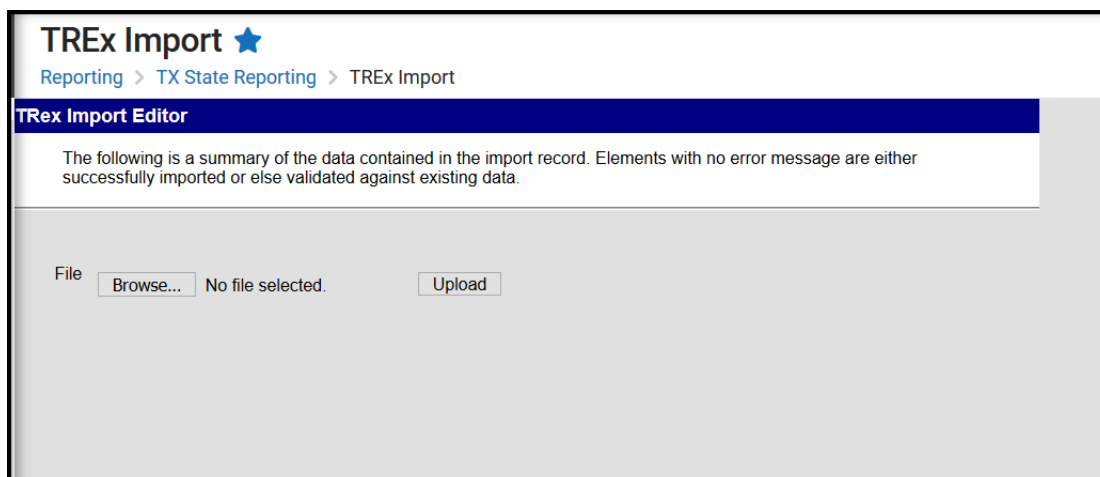 TREx Import
Reporting > TX State Reporting > TREx Import
TRex Import Editor
The following is a summary of the data contained in the import record. Elements with no error message are either
successfully imported or else validated against existing data.
File Browse... No file selected. Upload